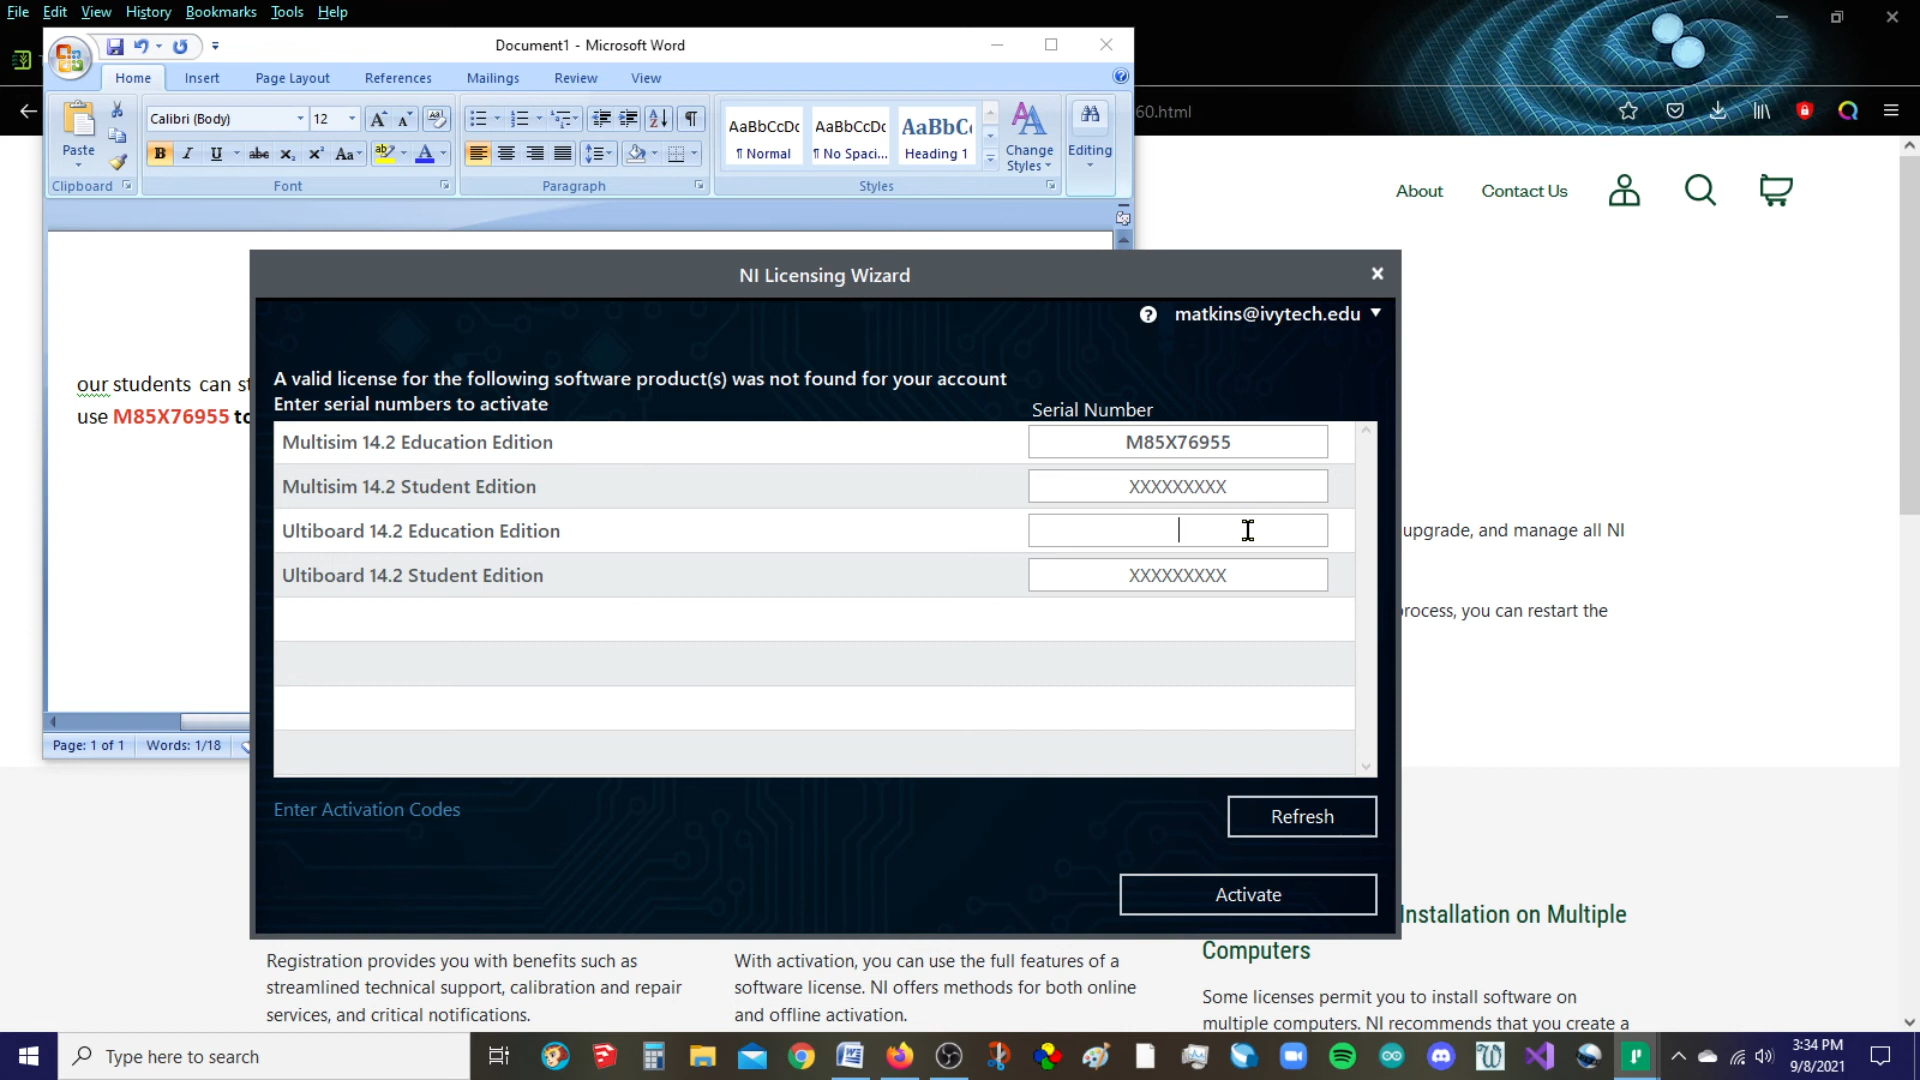 File Edit View History Bookmarks Tools Help
Document1 - Microsoft Word
Home Insert Page Layout References Mailings Review View
60.html
Calibri (Body) 12
Paste
B I U abc X₂ X² Aa
AaBbCcDc AaBbCcDc AaBbC
¶ Normal ¶ No Spaci... Heading 1
Change Styles
Editing
Clipboard Font Paragraph Styles
About Contact Us
NI Licensing Wizard
matkins@ivytech.edu
our students can st
use M85X76955 to
A valid license for the following software product(s) was not found for your account
Enter serial numbers to activate
Serial Number
Multisim 14.2 Education Edition M85X76955
Multisim 14.2 Student Edition XXXXXXXXX
Ultiboard 14.2 Education Edition
Ultiboard 14.2 Student Edition XXXXXXXXX
upgrade, and manage all NI
rocess, you can restart the
Page: 1 of 1 Words: 1/18
Enter Activation Codes
Refresh
Activate
Installation on Multiple
Computers
Registration provides you with benefits such as
streamlined technical support, calibration and repair
services, and critical notifications.
With activation, you can use the full features of a
software license. NI offers methods for both online
and offline activation.
Some licenses permit you to install software on
multiple computers. NI recommends that you create a
Type here to search
3:34 PM
9/8/2021